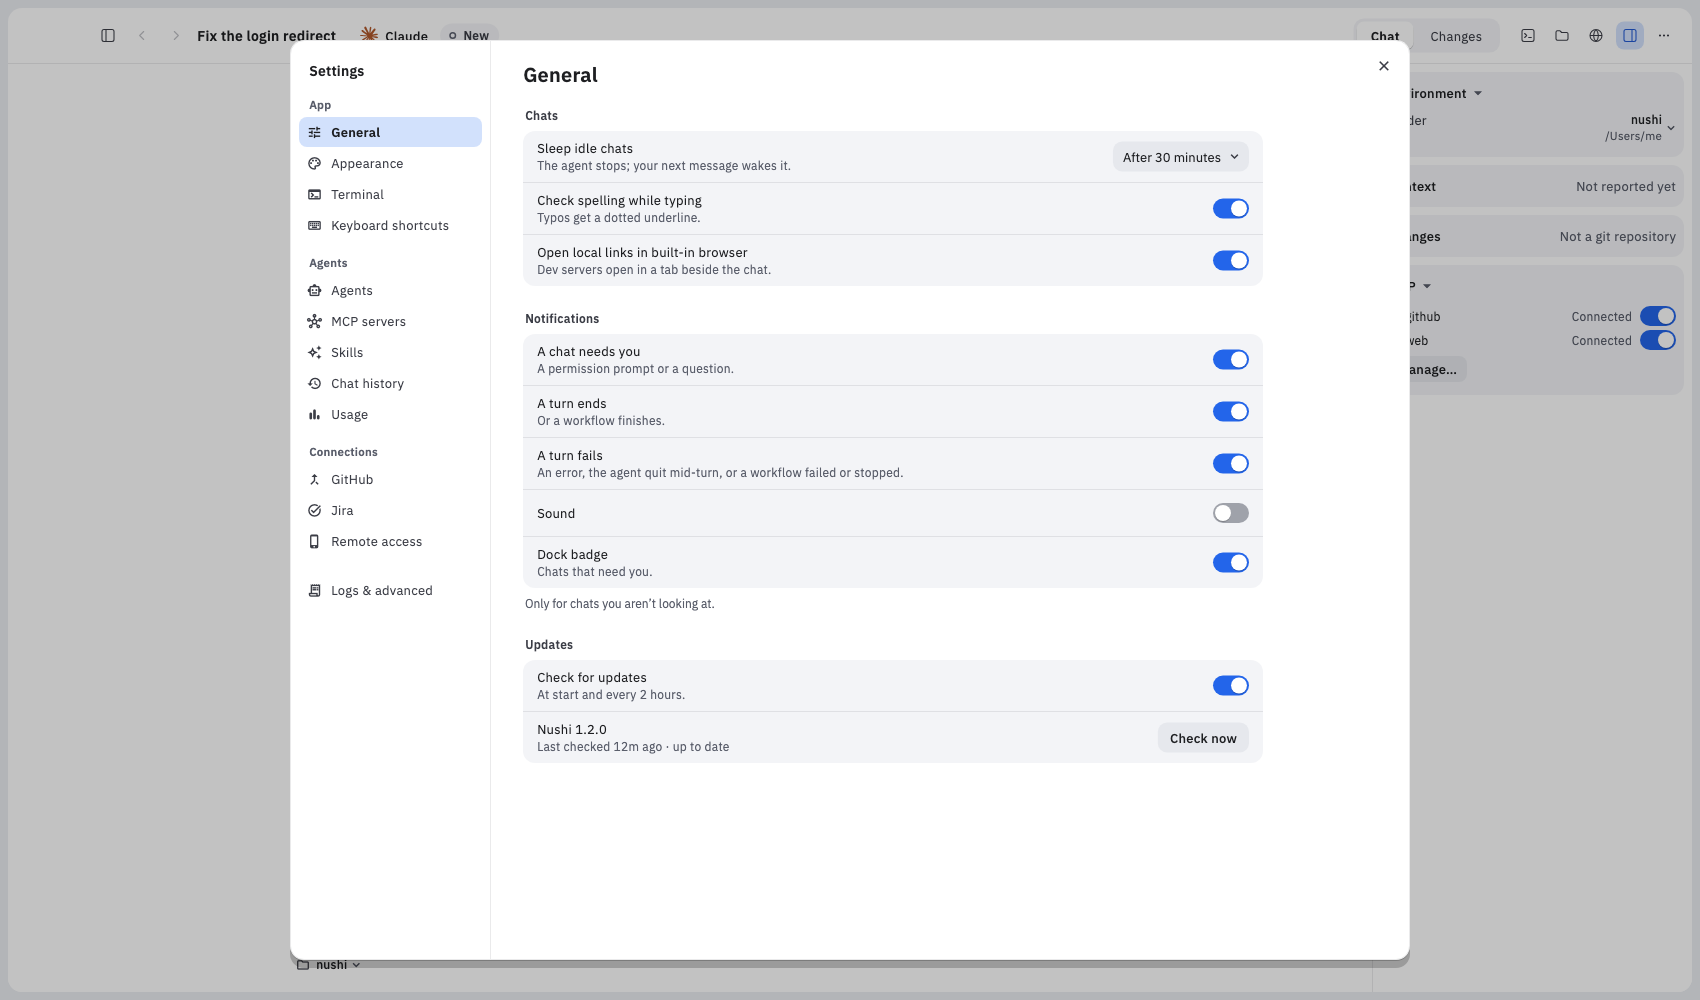 Fix the login redirect
Claude
New
Chat
Changes
Settings
App
General
Appearance
Terminal
Keyboard shortcuts
Agents
Agents
MCP servers
Skills
Chat history
Usage
Connections
GitHub
Jira
Remote access
Logs & advanced
General
Chats
Sleep idle chats
The agent stops; your next message wakes it.
After 30 minutes
Check spelling while typing
Typos get a dotted underline.
Open local links in built-in browser
Dev servers open in a tab beside the chat.
Notifications
A chat needs you
A permission prompt or a question.
A turn ends
Or a workflow finishes.
A turn fails
An error, the agent quit mid-turn, or a workflow failed or stopped.
Sound
Dock badge
Chats that need you.
Only for chats you aren’t looking at.
Updates
Check for updates
At start and every 2 hours.
Nushi 1.2.0
Last checked 12m ago · up to date
Check now
nushi
/Users/me
Not reported yet
Not a git repository
Connected
Connected
nushi